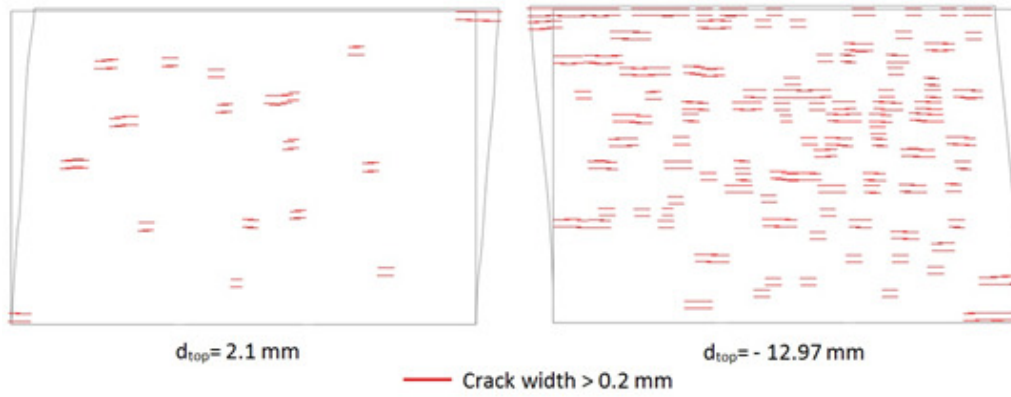 d_top= 2.1 mm
d_top= - 12.97 mm
Crack width > 0.2 mm